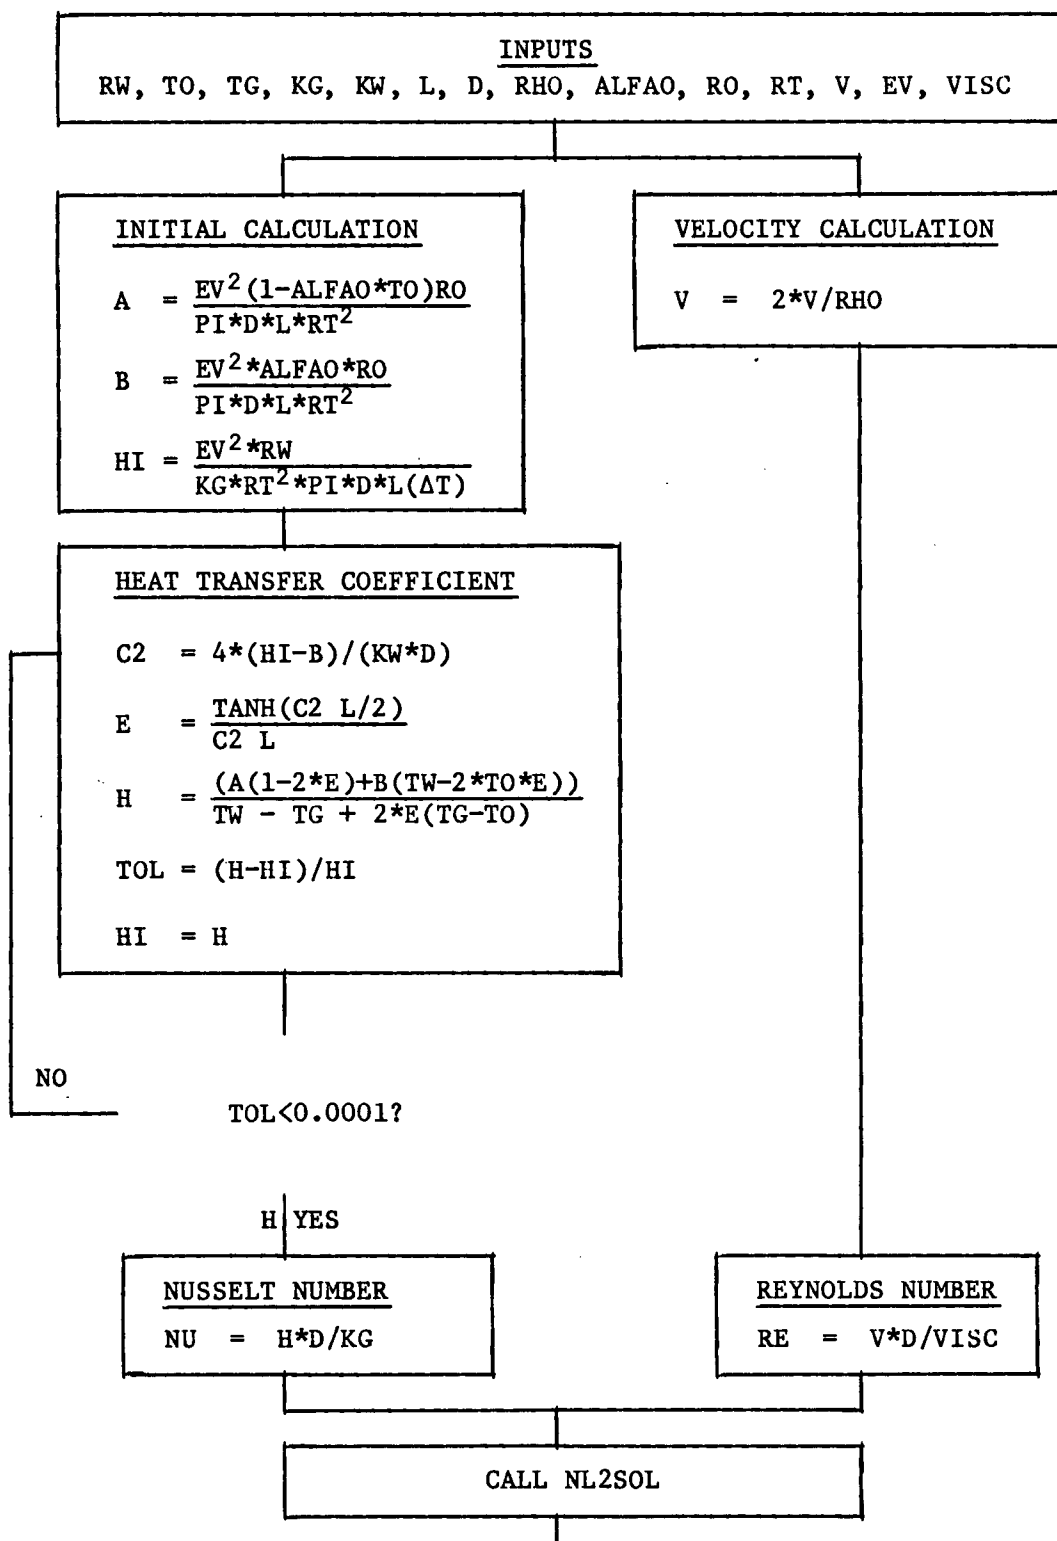 INPUTS
RW, TO, TG, KG, KW, L, D, RHO, ALFAO, RO, RT, V, EV, VISC
INITIAL CALCULATION
A = EV²(1-ALFAO*TO)RO
PI*D*L*RT²
B = EV²*ALFAO*RO
PI*D*L*RT²
HI = EV²*RW
KG*RT²*PI*D*L(ΔT)
VELOCITY CALCULATION
V = 2*V/RHO
HEAT TRANSFER COEFFICIENT
C2 = 4*(HI-B)/(KW*D)
E = TANH(C2 L/2)
C2 L
H = (A(1-2*E)+B(TW-2*TO*E))
TW - TG + 2*E(TG-TO)
TOL = (H-HI)/HI
HI = H
NO
TOL<0.0001?
H YES
NUSSELT NUMBER
NU = H*D/KG
REYNOLDS NUMBER
RE = V*D/VISC
CALL NL2SOL